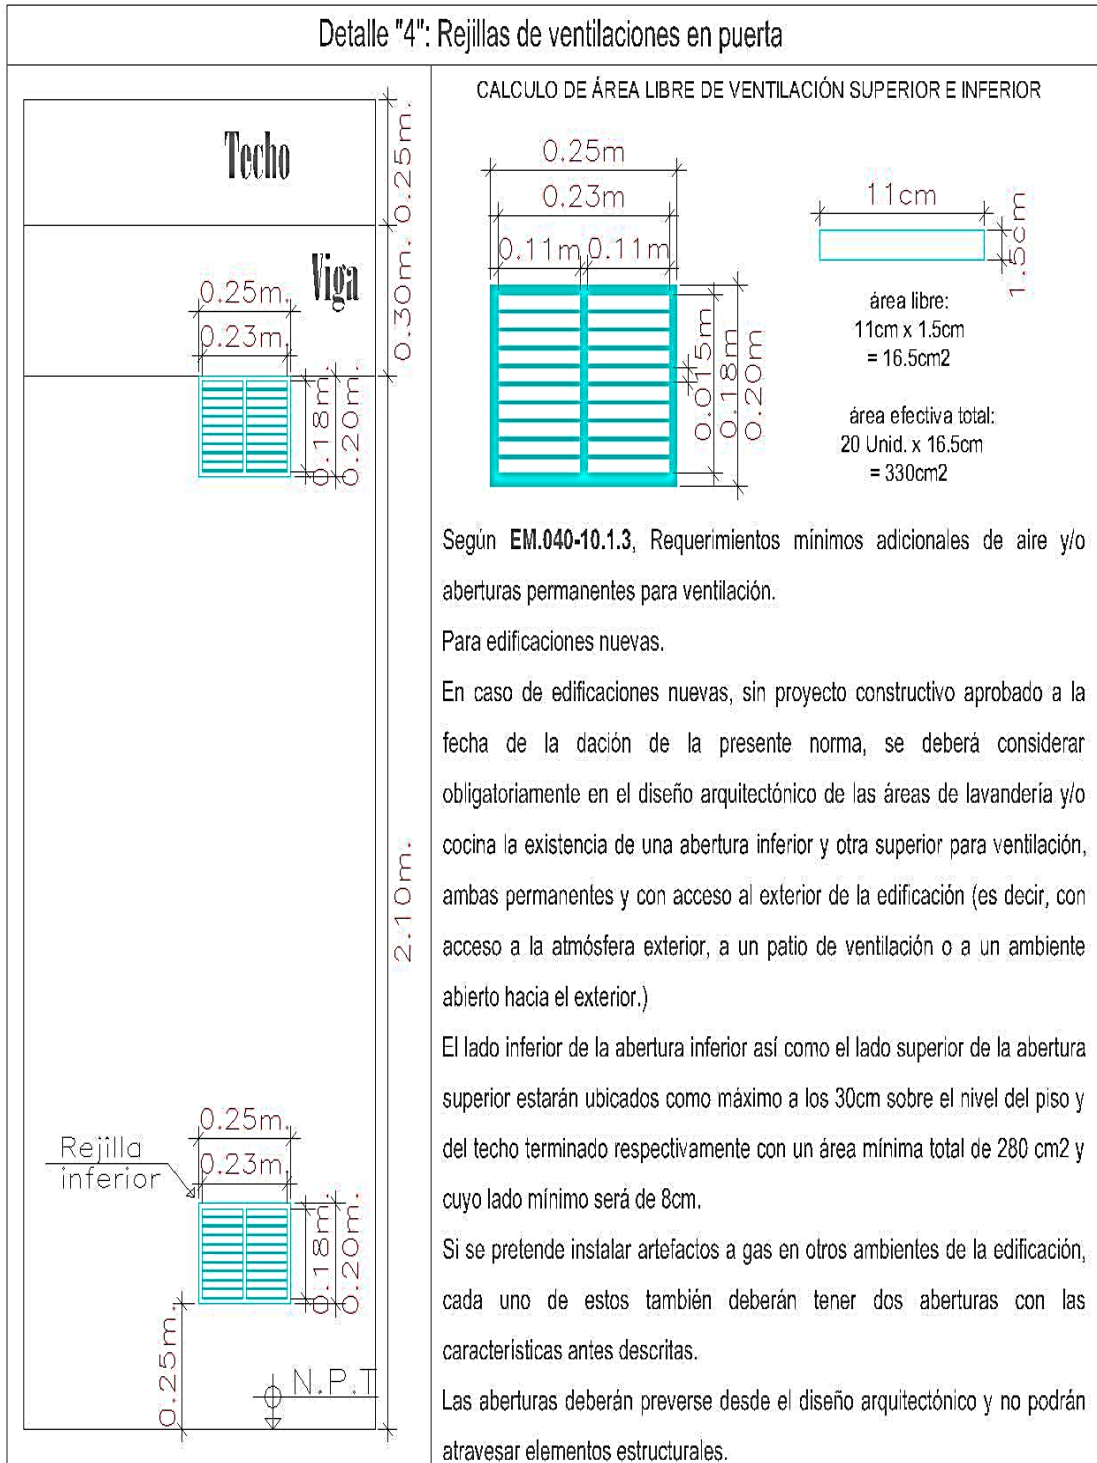 Detalle "4": Rejillas de ventilaciones en puerta
Techo
0.25m.
Viga
0.30m.
0.25m.
0.23m.
0.18m.
0.20m.
2.10m.
Rejilla
inferior
0.25m.
0.23m.
0.18m.
0.20m.
0.25m.
N.P.T
CALCULO DE ÁREA LIBRE DE VENTILACIÓN SUPERIOR E INFERIOR
0.25m
0.23m
0.11m
0.11m
0.015m
0.18m
0.20m
11cm
1.5cm
área libre:
11cm x 1.5cm
= 16.5cm2
área efectiva total:
20 Unid. x 16.5cm
= 330cm2
Según EM.040-10.1.3, Requerimientos mínimos adicionales de aire y/o
aberturas permanentes para ventilación.
Para edificaciones nuevas.
En caso de edificaciones nuevas, sin proyecto constructivo aprobado a la
fecha de la dación de la presente norma, se deberá considerar
obligatoriamente en el diseño arquitectónico de las áreas de lavandería y/o
cocina la existencia de una abertura inferior y otra superior para ventilación,
ambas permanentes y con acceso al exterior de la edificación (es decir, con
acceso a la atmósfera exterior, a un patio de ventilación o a un ambiente
abierto hacia el exterior.)
El lado inferior de la abertura inferior así como el lado superior de la abertura
superior estarán ubicados como máximo a los 30cm sobre el nivel del piso y
del techo terminado respectivamente con un área mínima total de 280 cm2 y
cuyo lado mínimo será de 8cm.
Si se pretende instalar artefactos a gas en otros ambientes de la edificación,
cada uno de estos también deberán tener dos aberturas con las
características antes descritas.
Las aberturas deberán preverse desde el diseño arquitectónico y no podrán
atravesar elementos estructurales.